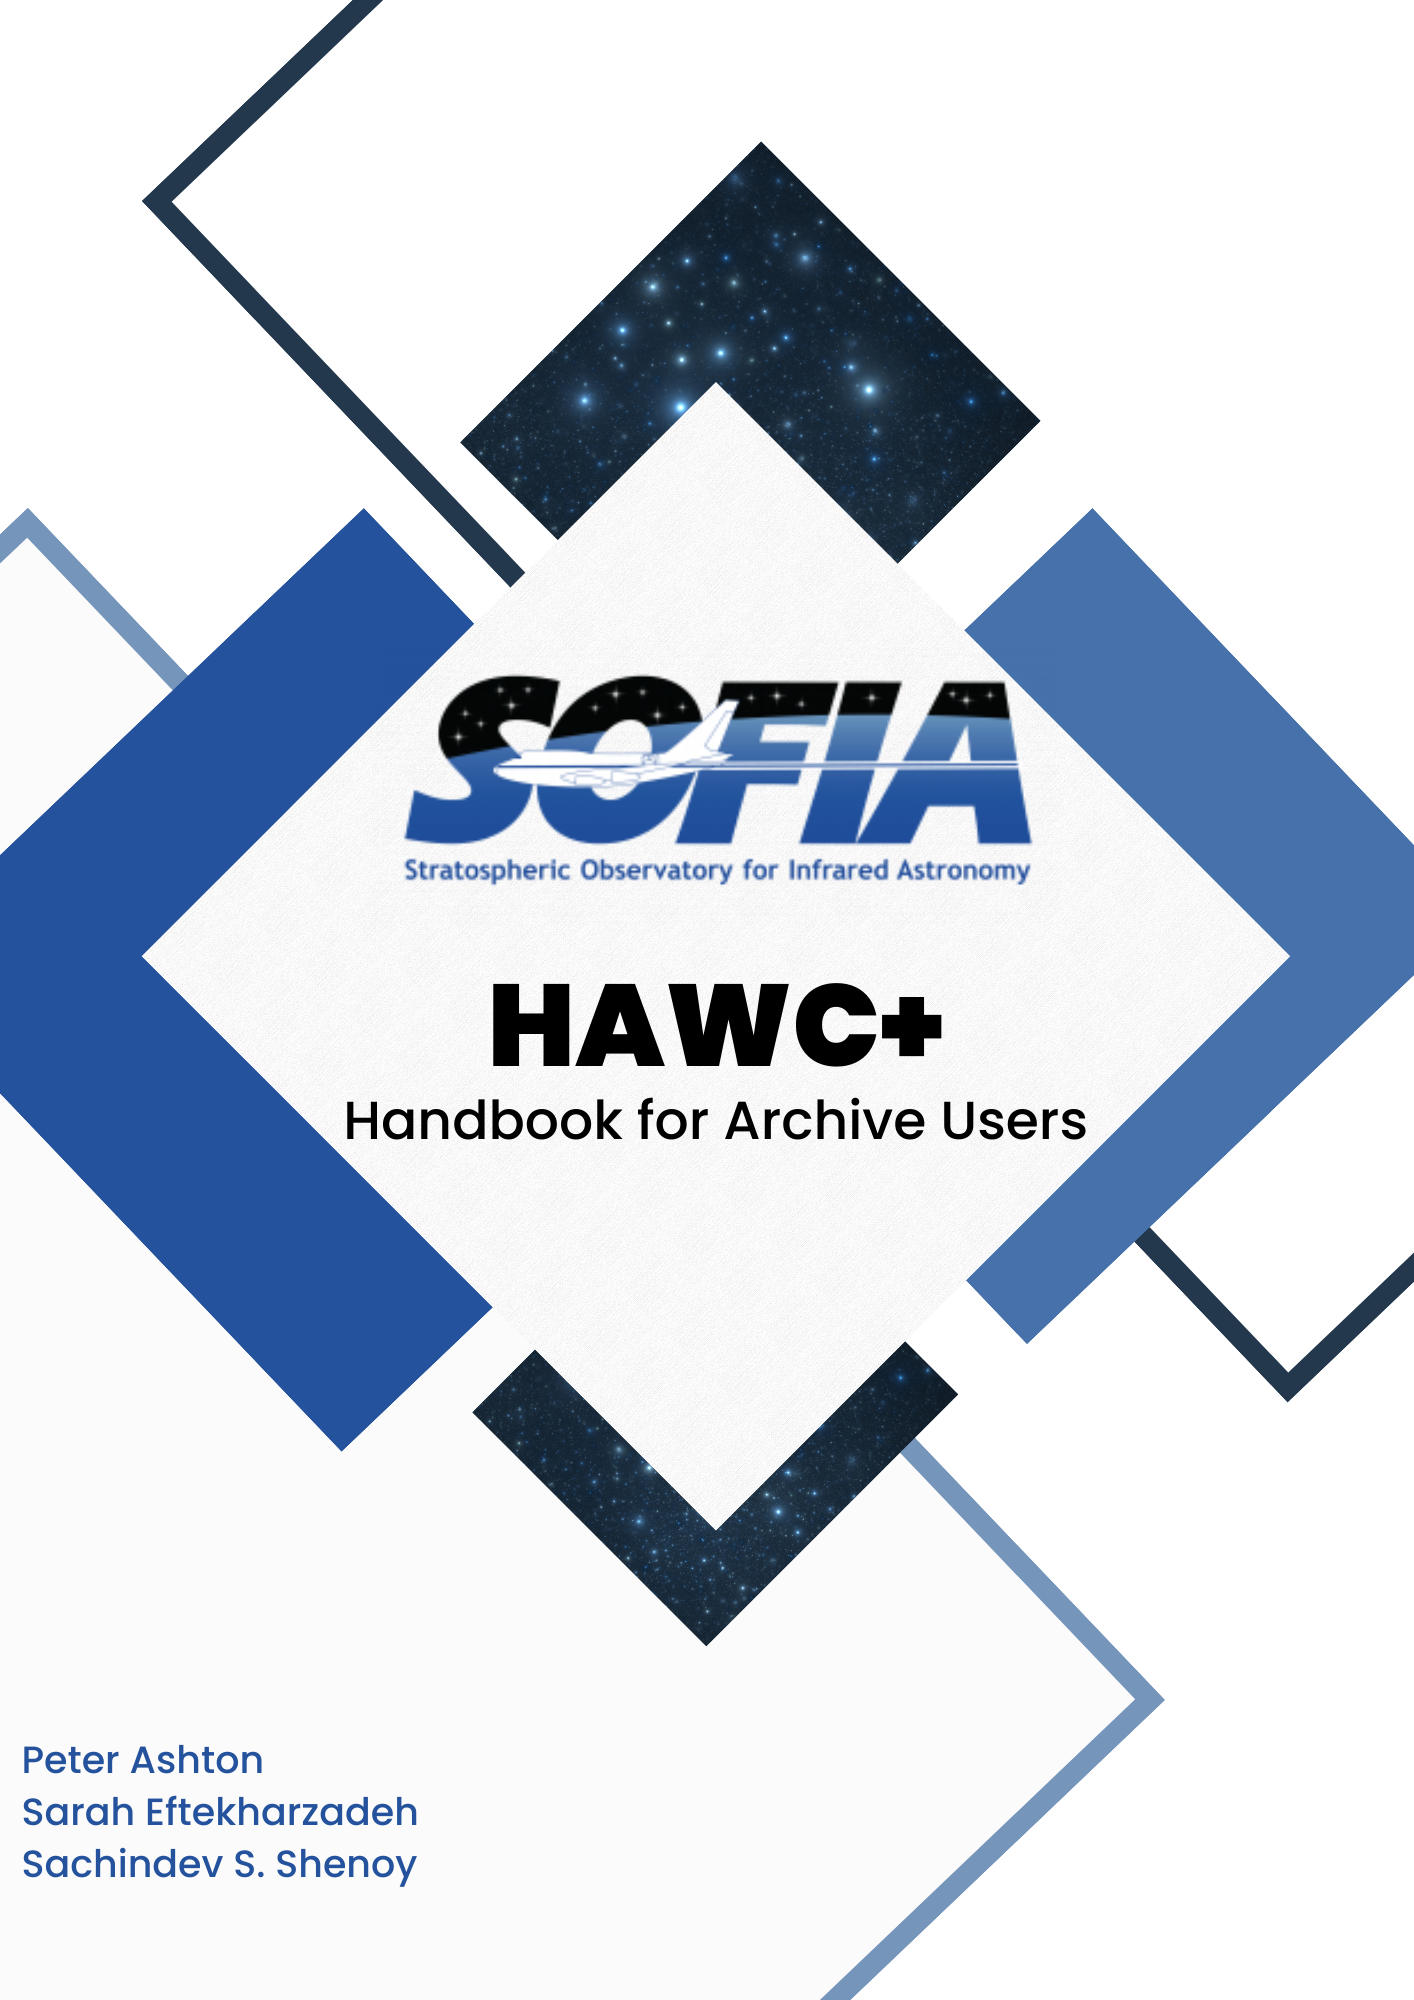 SOFIA
Stratospheric Observatory for Infrared Astronomy
HAWC+
Handbook for Archive Users
Peter Ashton
Sarah Eftekharzadeh
Sachindev S. Shenoy